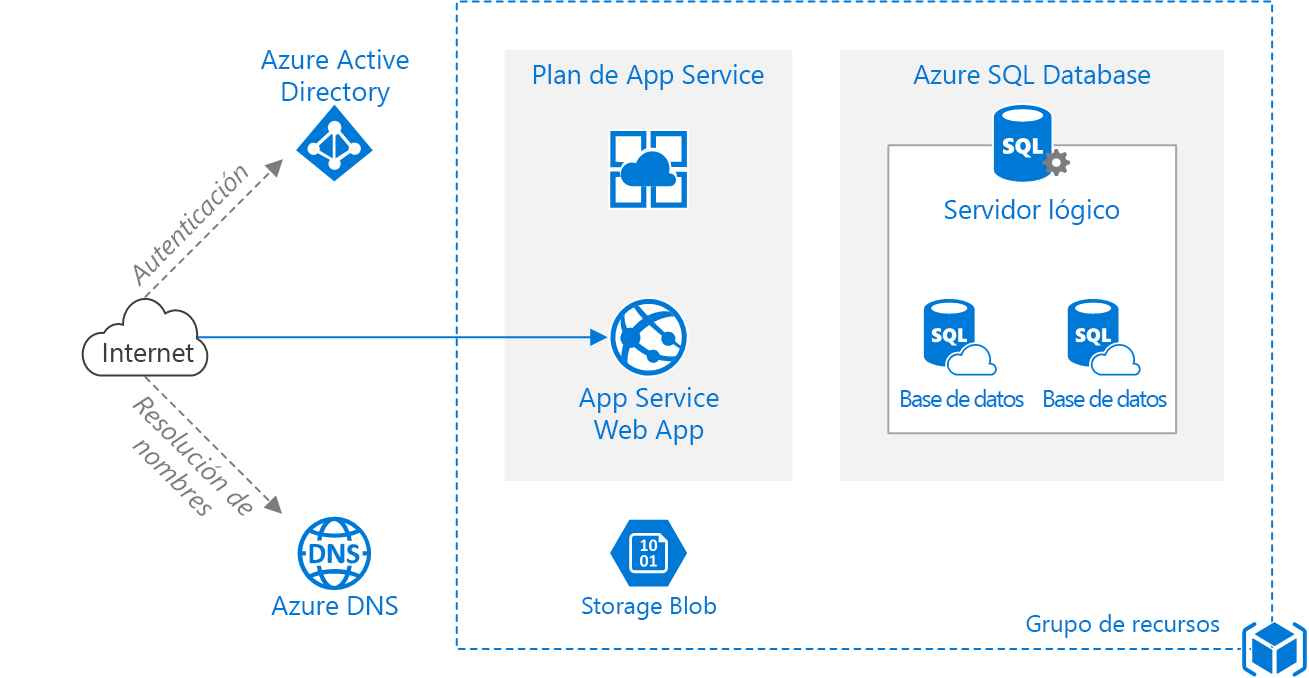 Azure Active
Directory
Autenticación
Internet
Resolución de
nombres
DNS
Azure DNS
Plan de App Service
App Service
Web App
10
01
Storage Blob
Azure SQL Database
SQL
Servidor lógico
SQL
Base de datos
SQL
Base de datos
Grupo de recursos